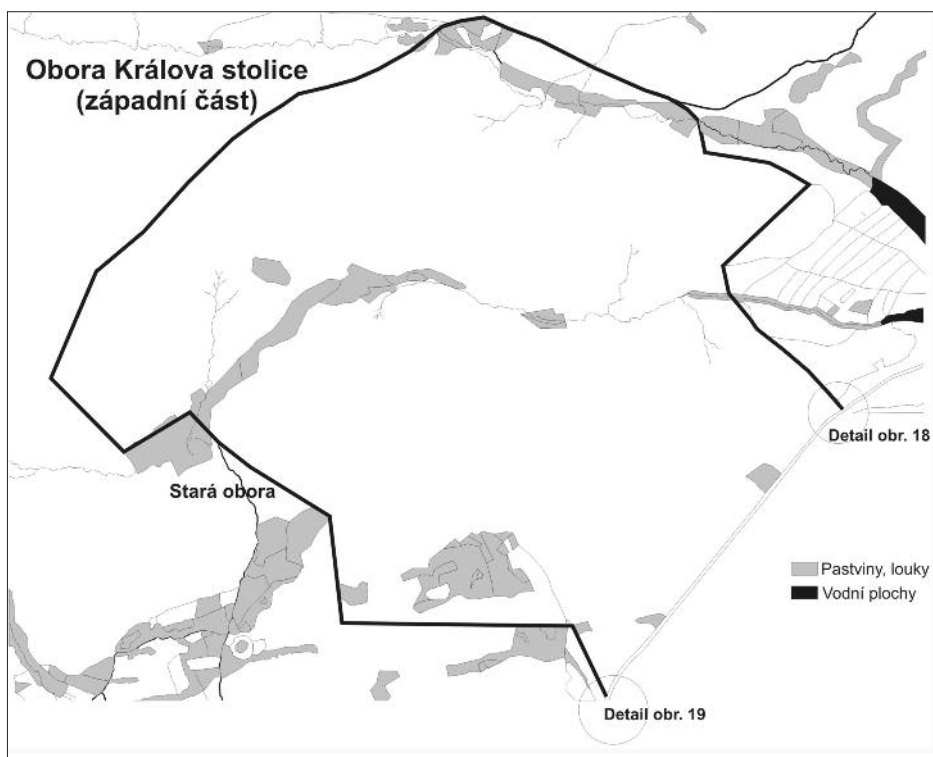 Obora Králova stolice
(západní část)
Detail obr. 18
Stará obora
Pastviny, louky
Vodní plochy
Detail obr. 19